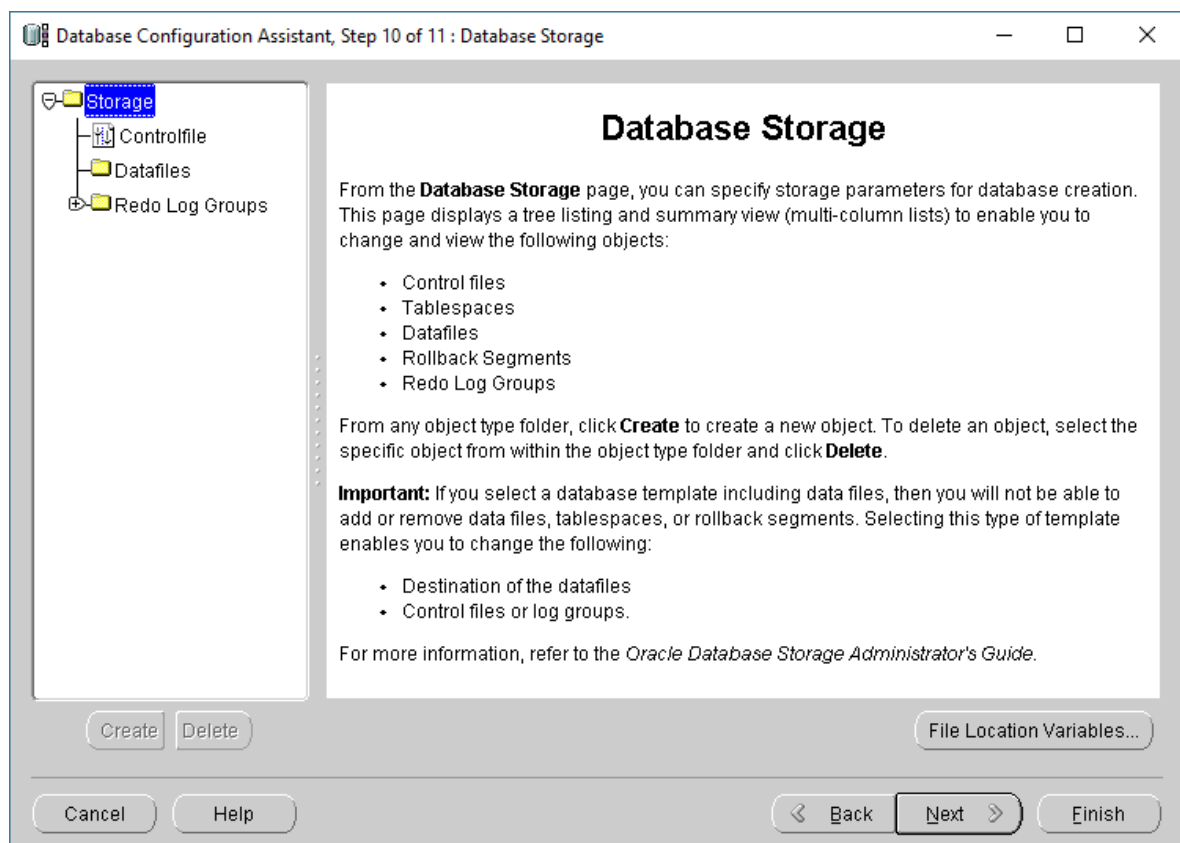 Database Configuration Assistant, Step 10 of 11 : Database Storage
Storage
Controlfile
Datafiles
Redo Log Groups
Database Storage
From the Database Storage page, you can specify storage parameters for database creation.
This page displays a tree listing and summary view (multi-column lists) to enable you to
change and view the following objects:
• Control files
• Tablespaces
• Datafiles
• Rollback Segments
• Redo Log Groups
From any object type folder, click Create to create a new object. To delete an object, select the
specific object from within the object type folder and click Delete.
Important: If you select a database template including data files, then you will not be able to
add or remove data files, tablespaces, or rollback segments. Selecting this type of template
enables you to change the following:
• Destination of the datafiles
• Control files or log groups.
For more information, refer to the Oracle Database Storage Administrator's Guide.
Create Delete
File Location Variables...
Cancel Help Back Next Finish